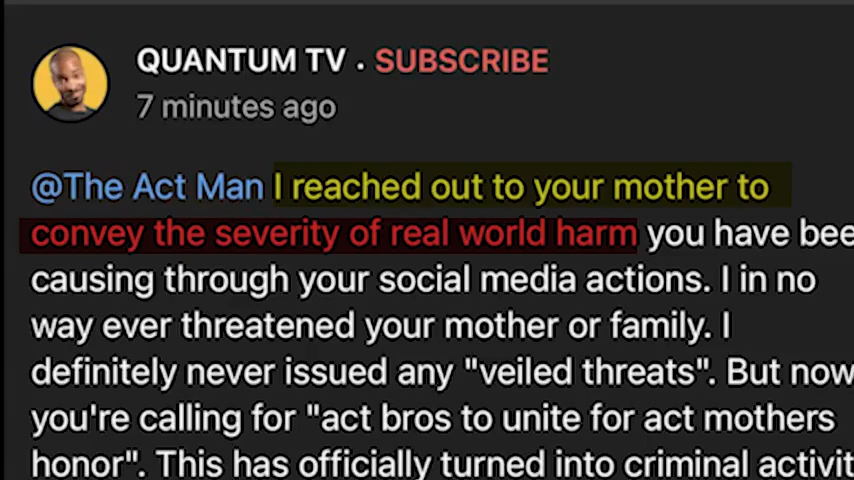 QUANTUM TV . SUBSCRIBE
7 minutes ago
@The Act Man I reached out to your mother to
convey the severity of real world harm you have bee
causing through your social media actions. I in no
way ever threatened your mother or family. I
definitely never issued any "veiled threats". But now
you're calling for "act bros to unite for act mothers
honor". This has officially turned into criminal activit